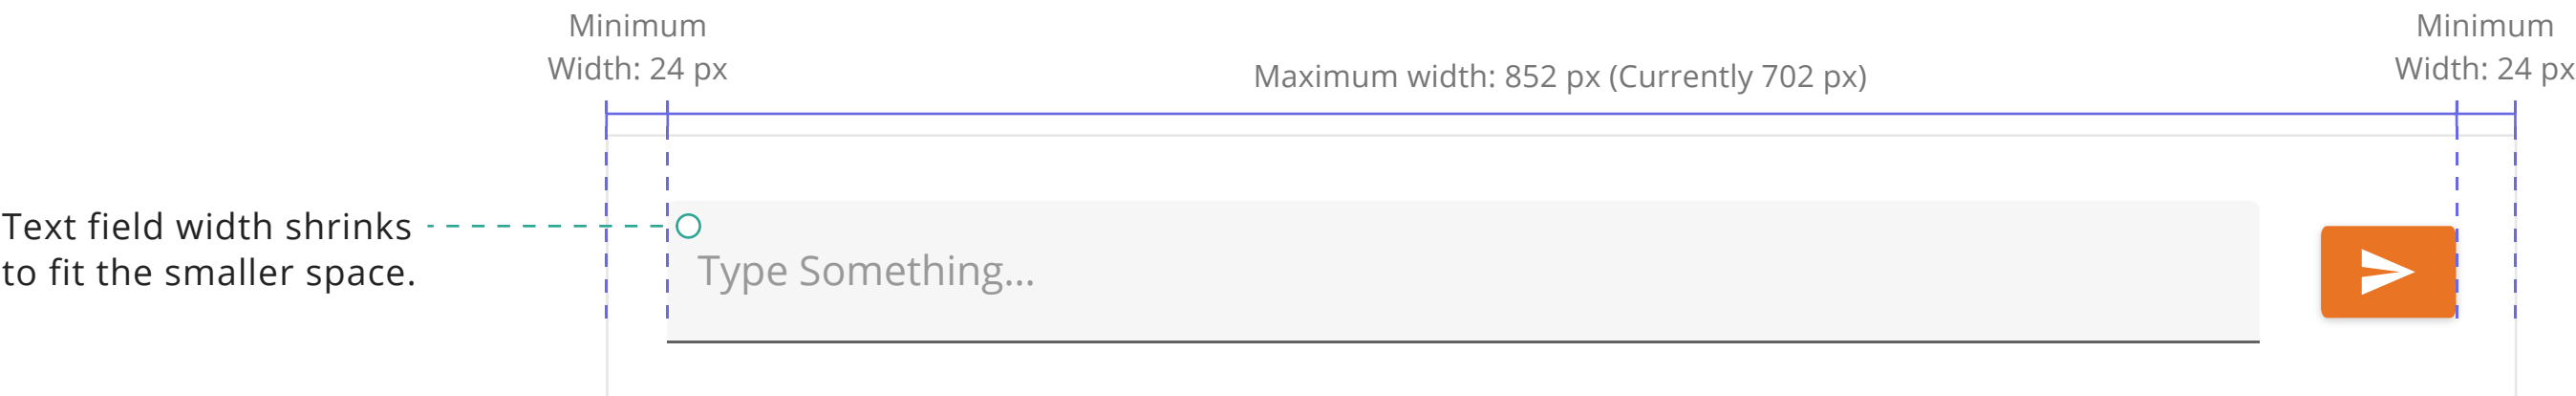 Minimum
Width: 24 px
Maximum width: 852 px (Currently 702 px)
Minimum
Width: 24 px
Text field width shrinks
to fit the smaller space.
Type Something...